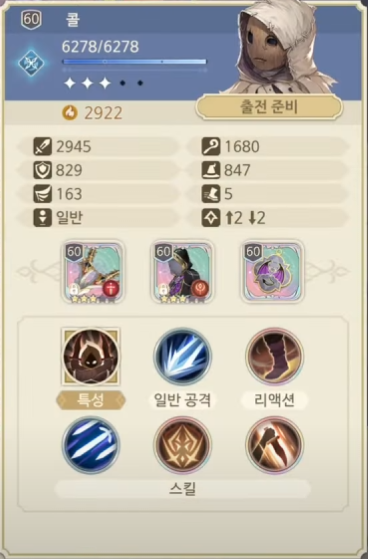 60 콜
6278/6278
2922
출전 준비
2945 1680
829 847
163 5
일반 ↑2 ↓2
60 60 60
특성 일반 공격 리액션
스킬